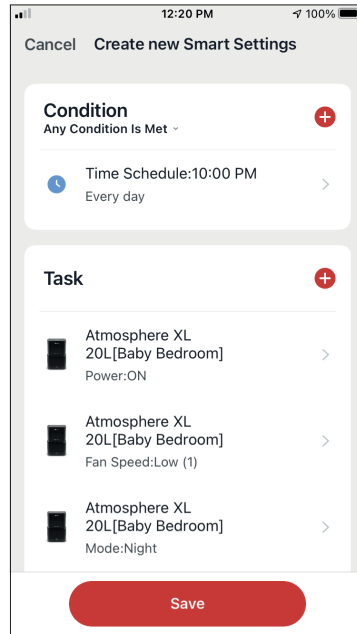 12:20 PM 100%
Cancel Create new Smart Settings
Condition
Any Condition Is Met
Time Schedule:10:00 PM
Every day
Task
Atmosphere XL
20L[Baby Bedroom]
Power:ON
Atmosphere XL
20L[Baby Bedroom]
Fan Speed:Low (1)
Atmosphere XL
20L[Baby Bedroom]
Mode:Night
Save